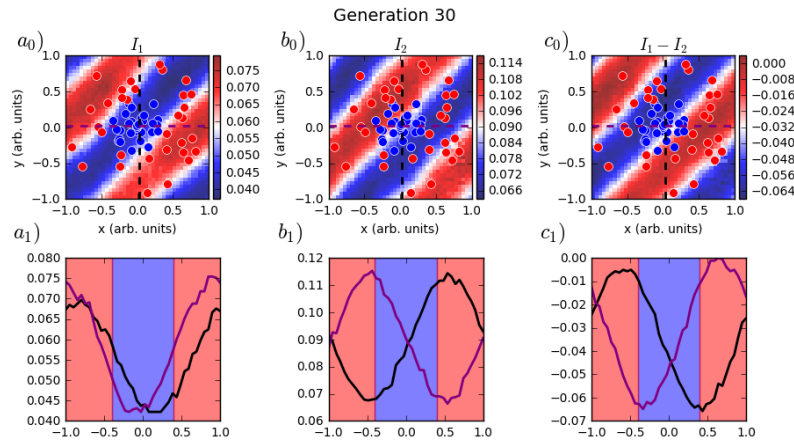 Generation 30
a0) I1 b0) I2 c0) I1 − I2
1.0 0.5 0.0 −0.5 −1.0
y (arb. units)
−1.0 −0.5 0.0 0.5 1.0
x (arb. units)
0.075 0.070 0.065 0.060 0.055 0.050 0.045 0.040
1.0 0.5 0.0 −0.5 −1.0
y (arb. units)
−1.0 −0.5 0.0 0.5 1.0
x (arb. units)
0.114 0.108 0.102 0.096 0.090 0.084 0.078 0.072 0.066
1.0 0.5 0.0 −0.5 −1.0
y (arb. units)
−1.0 −0.5 0.0 0.5 1.0
x (arb. units)
0.000 −0.008 −0.016 −0.024 −0.032 −0.040 −0.048 −0.056 −0.064
a1) b1) c1)
0.080 0.075 0.070 0.065 0.060 0.055 0.050 0.045 0.040
−1.0 −0.5 0.0 0.5 1.0
0.12 0.11 0.10 0.09 0.08 0.07 0.06
−1.0 −0.5 0.0 0.5 1.0
0.00 −0.01 −0.02 −0.03 −0.04 −0.05 −0.06 −0.07
−1.0 −0.5 0.0 0.5 1.0